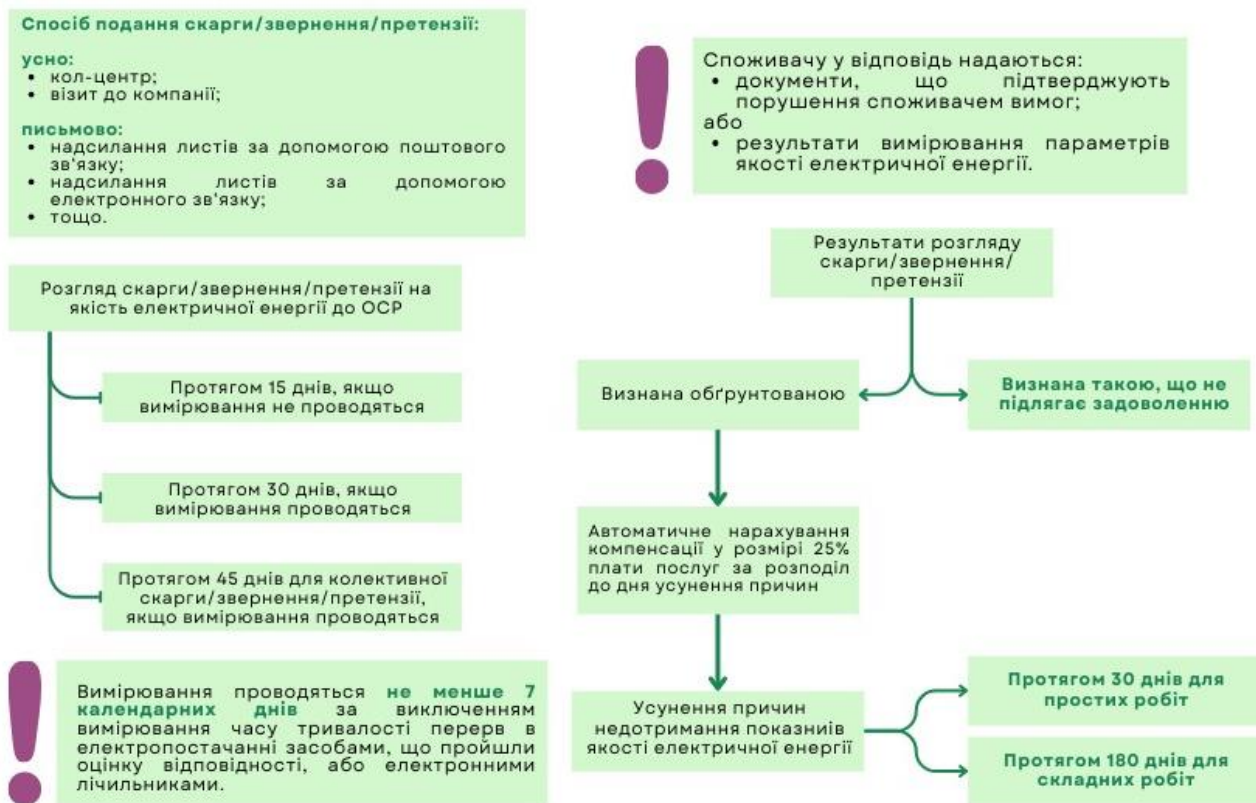 Спосіб подання скарги/звернення/претензії:
усно:
• кол-центр;
• візит до компанії;
письмово:
• надсилання листів за допомогою поштового
зв'язку;
• надсилання листів за допомогою
електронного зв'язку;
• тощо.
Розгляд скарги/звернення/претензії на
якість електричної енергії до ОСР
Протягом 15 днів, якщо
вимірювання не проводяться
Протягом 30 днів, якщо
вимірювання проводяться
Протягом 45 днів для колективної
скарги/звернення/претензії,
якщо вимірювання проводяться
Вимірювання проводяться не менше 7
календарних днів за виключенням
вимірювання часу тривалості перерв в
електропостачанні засобами, що пройшли
оцінку відповідності, або електронними
лічильниками.
Споживачу у відповідь надаються:
• документи, що підтверджують
порушення споживачем вимог;
або
• результати вимірювання параметрів
якості електричної енергії.
Результати розгляду
скарги/звернення/
претензії
Визнана обґрунтованою
Визнана такою, що не
підлягає задоволенню
Автоматичне нарахування
компенсації у розмірі 25%
плати послуг за розподіл
до дня усунення причин
Усунення причин
недотримання показників
якості електричної енергії
Протягом 30 днів для
простих робіт
Протягом 180 днів для
складних робіт